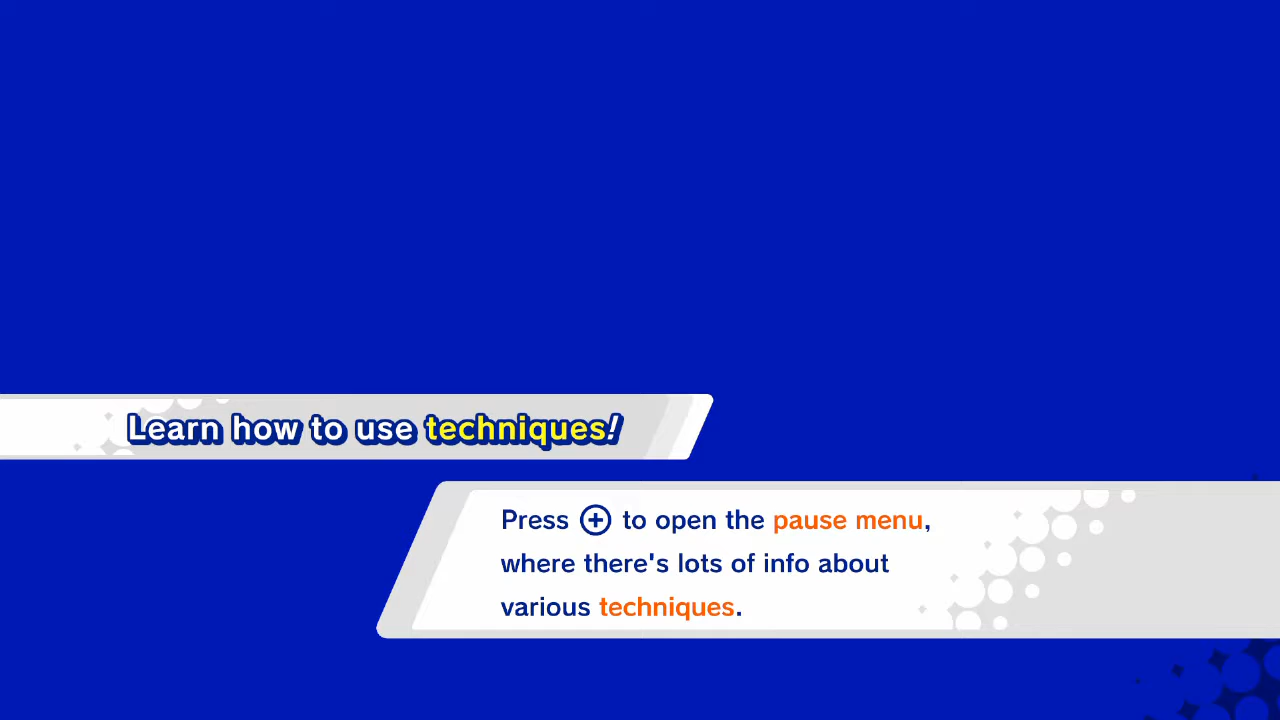 Learn how to use techniques!
Press ⊕ to open the pause menu,
where there's lots of info about
various techniques.